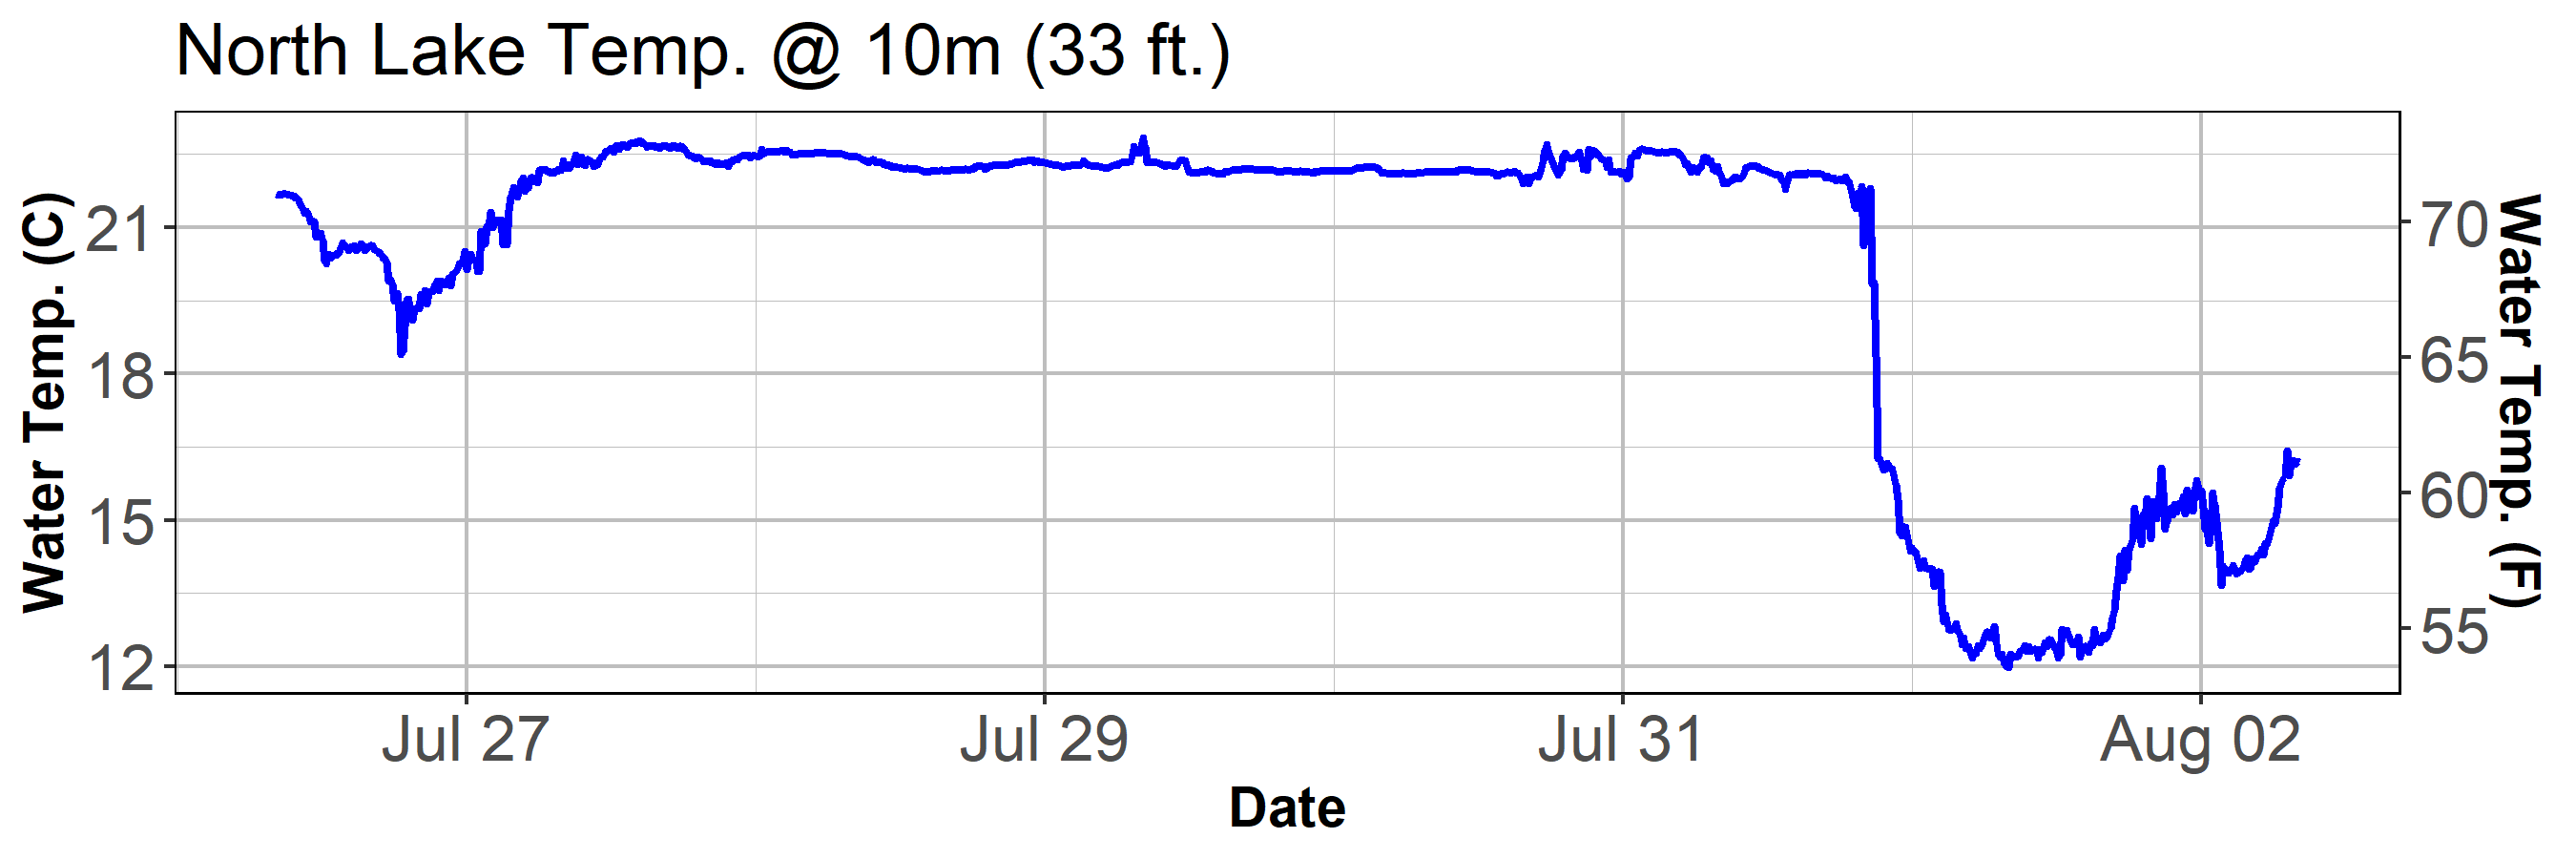 North Lake Temp. @ 10m (33 ft.)
Water Temp. (C)
21
18
15
12
70
65
60
55
Water Temp. (F)
Jul 27
Jul 29
Jul 31
Aug 02
Date